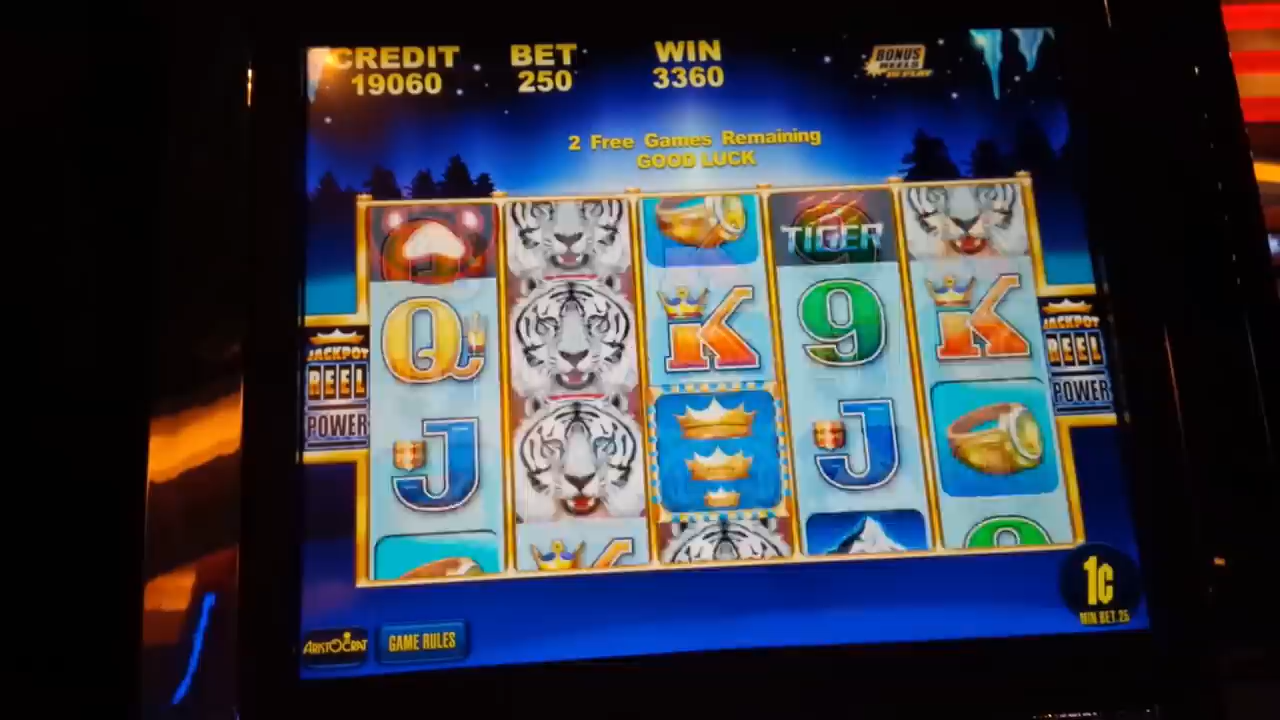 CREDIT BET WIN
19060 250 3360
BONUS
REELS
IN PLAY
2 Free Games Remaining
GOOD LUCK
TIGER
Q K 9 K
JACKPOT
REEL
POWER
JACKPOT
REEL
POWER
J J
1¢
MIN BET 25
ARISTOCRAT
GAME RULES